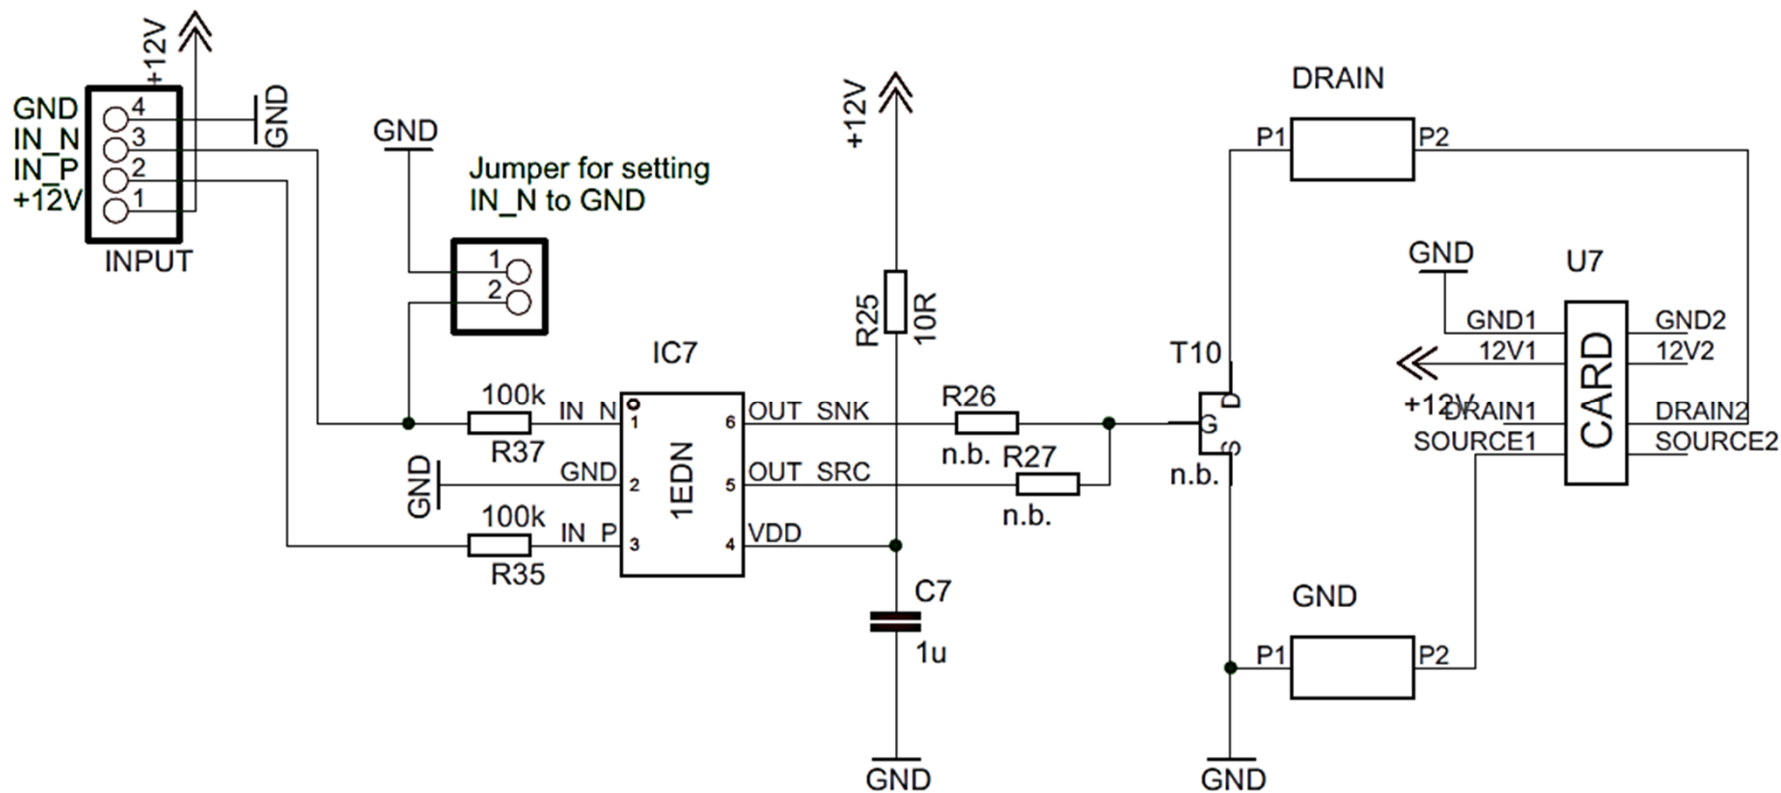 +12V
GND
IN_N
IN_P
+12V
4
3
2
1
GND
INPUT
GND
Jumper for setting
IN_N to GND
1
2
+12V
R25
10R
IC7
100k
R37
IN_N
1
GND
GND
2
100k
R35
IN_P
3
1EDN
6
OUT_SNK
5
OUT_SRC
4
VDD
R26
n.b.
R27
n.b.
C7
1u
GND
T10
D
G
S
n.b.
GND
DRAIN
P1
P2
GND
P1
P2
GND
U7
CARD
GND1
12V1
+12V
DRAIN1
SOURCE1
GND2
12V2
DRAIN2
SOURCE2